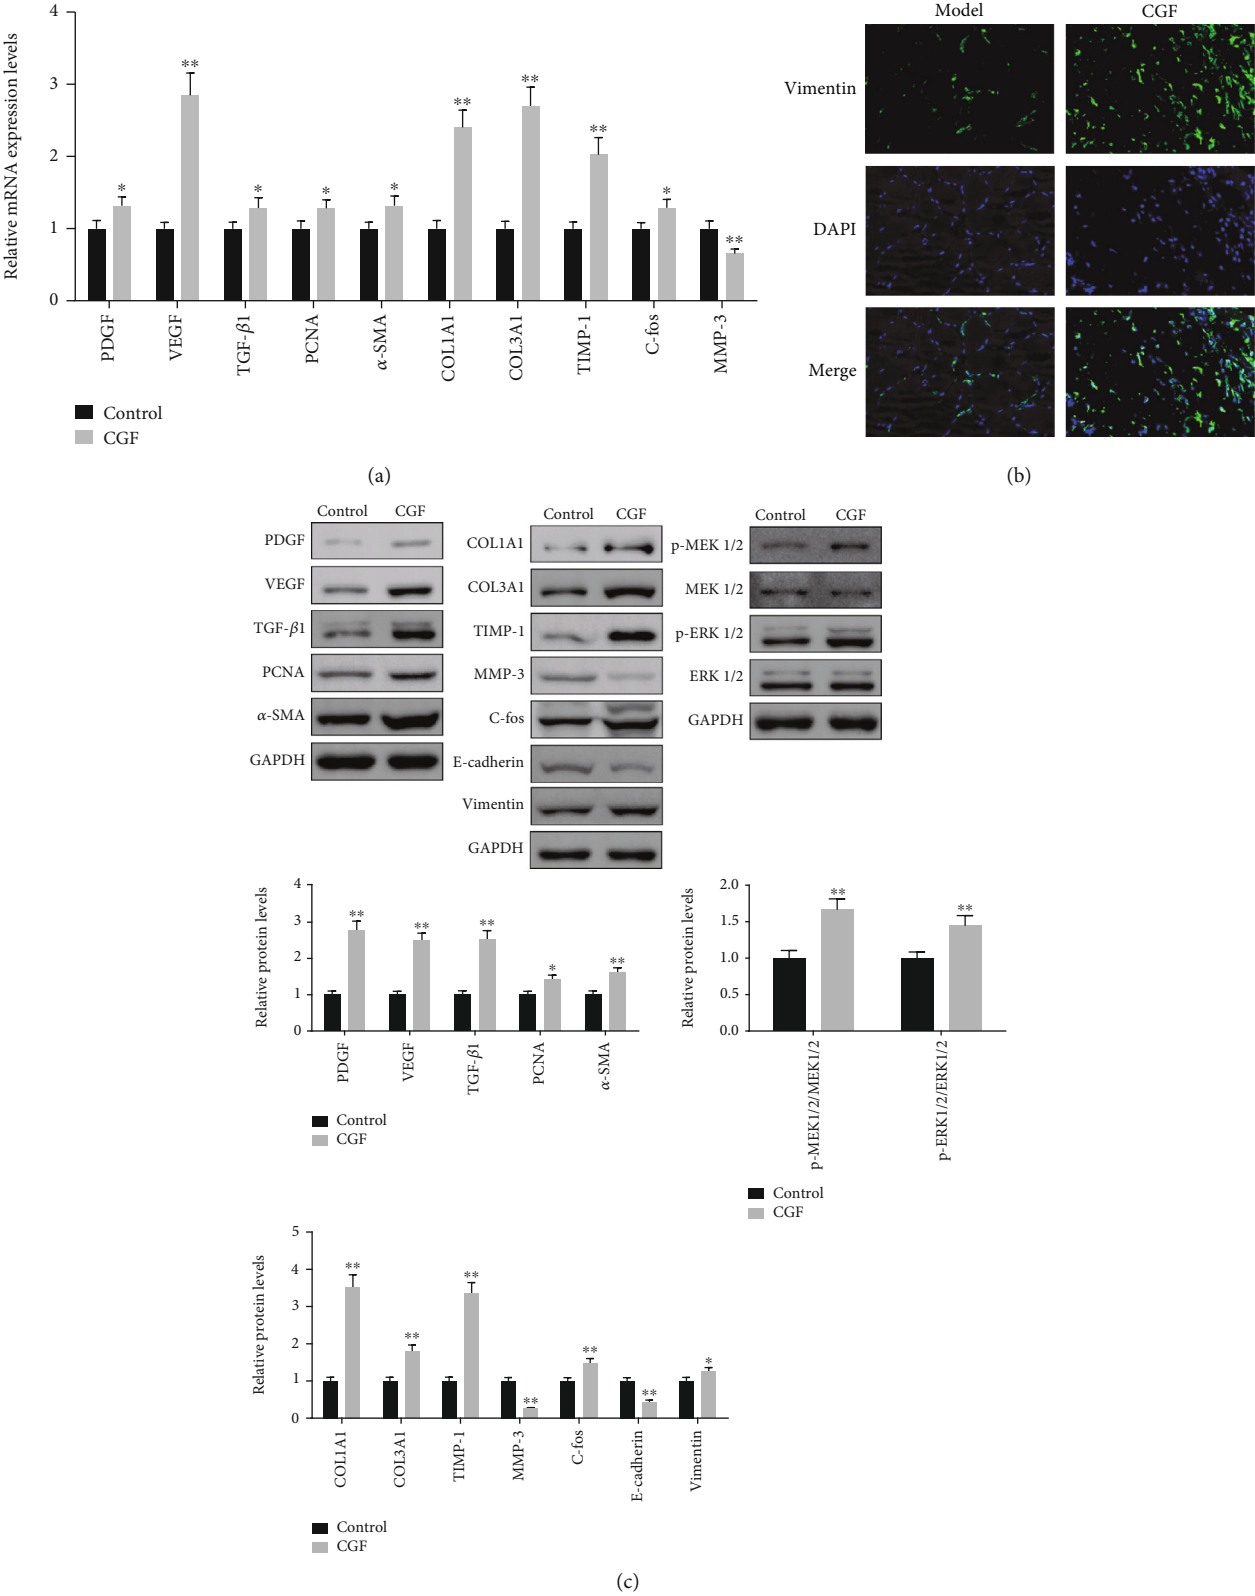 Relative mRNA expression levels
4
3
2
1
0
** ** ** ** * * * * * **
PDGF VEGF TGF-β1 PCNA α-SMA COL1A1 COL3A1 TIMP-1 C-fos MMP-3
Control
CGF
(a)
Model CGF
Vimentin
DAPI
Merge
(b)
Control CGF
PDGF
VEGF
TGF-β1
PCNA
α-SMA
GAPDH
Control CGF
COL1A1
COL3A1
TIMP-1
MMP-3
C-fos
E-cadherin
Vimentin
GAPDH
Control CGF
p-MEK 1/2
MEK 1/2
p-ERK 1/2
ERK 1/2
GAPDH
Relative protein levels
4
3
2
1
0
** ** ** * **
PDGF VEGF TGF-β1 PCNA α-SMA
Control
CGF
Relative protein levels
2.0
1.5
1.0
0.5
0.0
** **
p-MEK1/2/MEK1/2 p-ERK1/2/ERK1/2
Control
CGF
Relative protein levels
5
4
3
2
1
0
** ** ** ** ** ** *
COL1A1 COL3A1 TIMP-1 MMP-3 C-fos E-cadherin Vimentin
Control
CGF
(c)